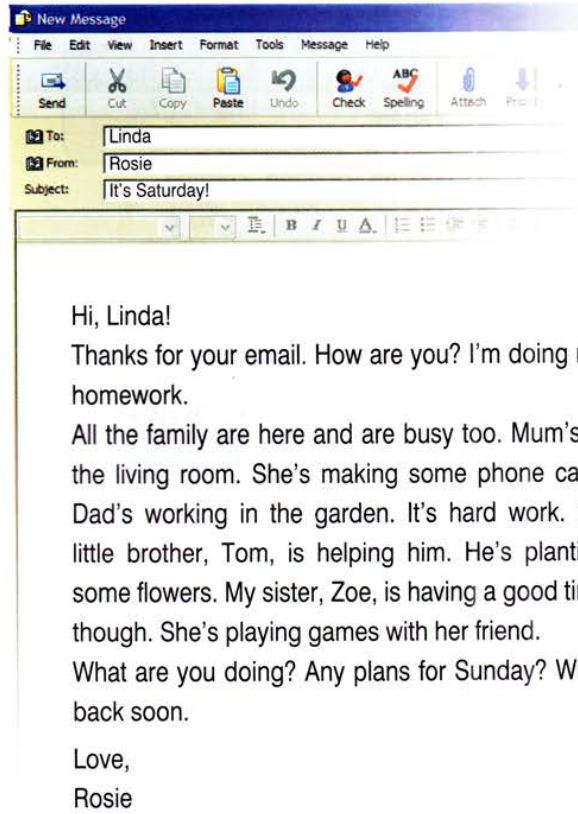 New Message
File Edit View Insert Format Tools Message Help
Send Cut Copy Paste Undo Check Spelling Attach
To: Linda
From: Rosie
Subject: It's Saturday!
B I U A
Hi, Linda!
Thanks for your email. How are you? I'm doing
homework.
All the family are here and are busy too. Mum's
the living room. She's making some phone ca
Dad's working in the garden. It's hard work.
little brother, Tom, is helping him. He's planti
some flowers. My sister, Zoe, is having a good ti
though. She's playing games with her friend.
What are you doing? Any plans for Sunday? W
back soon.
Love,
Rosie